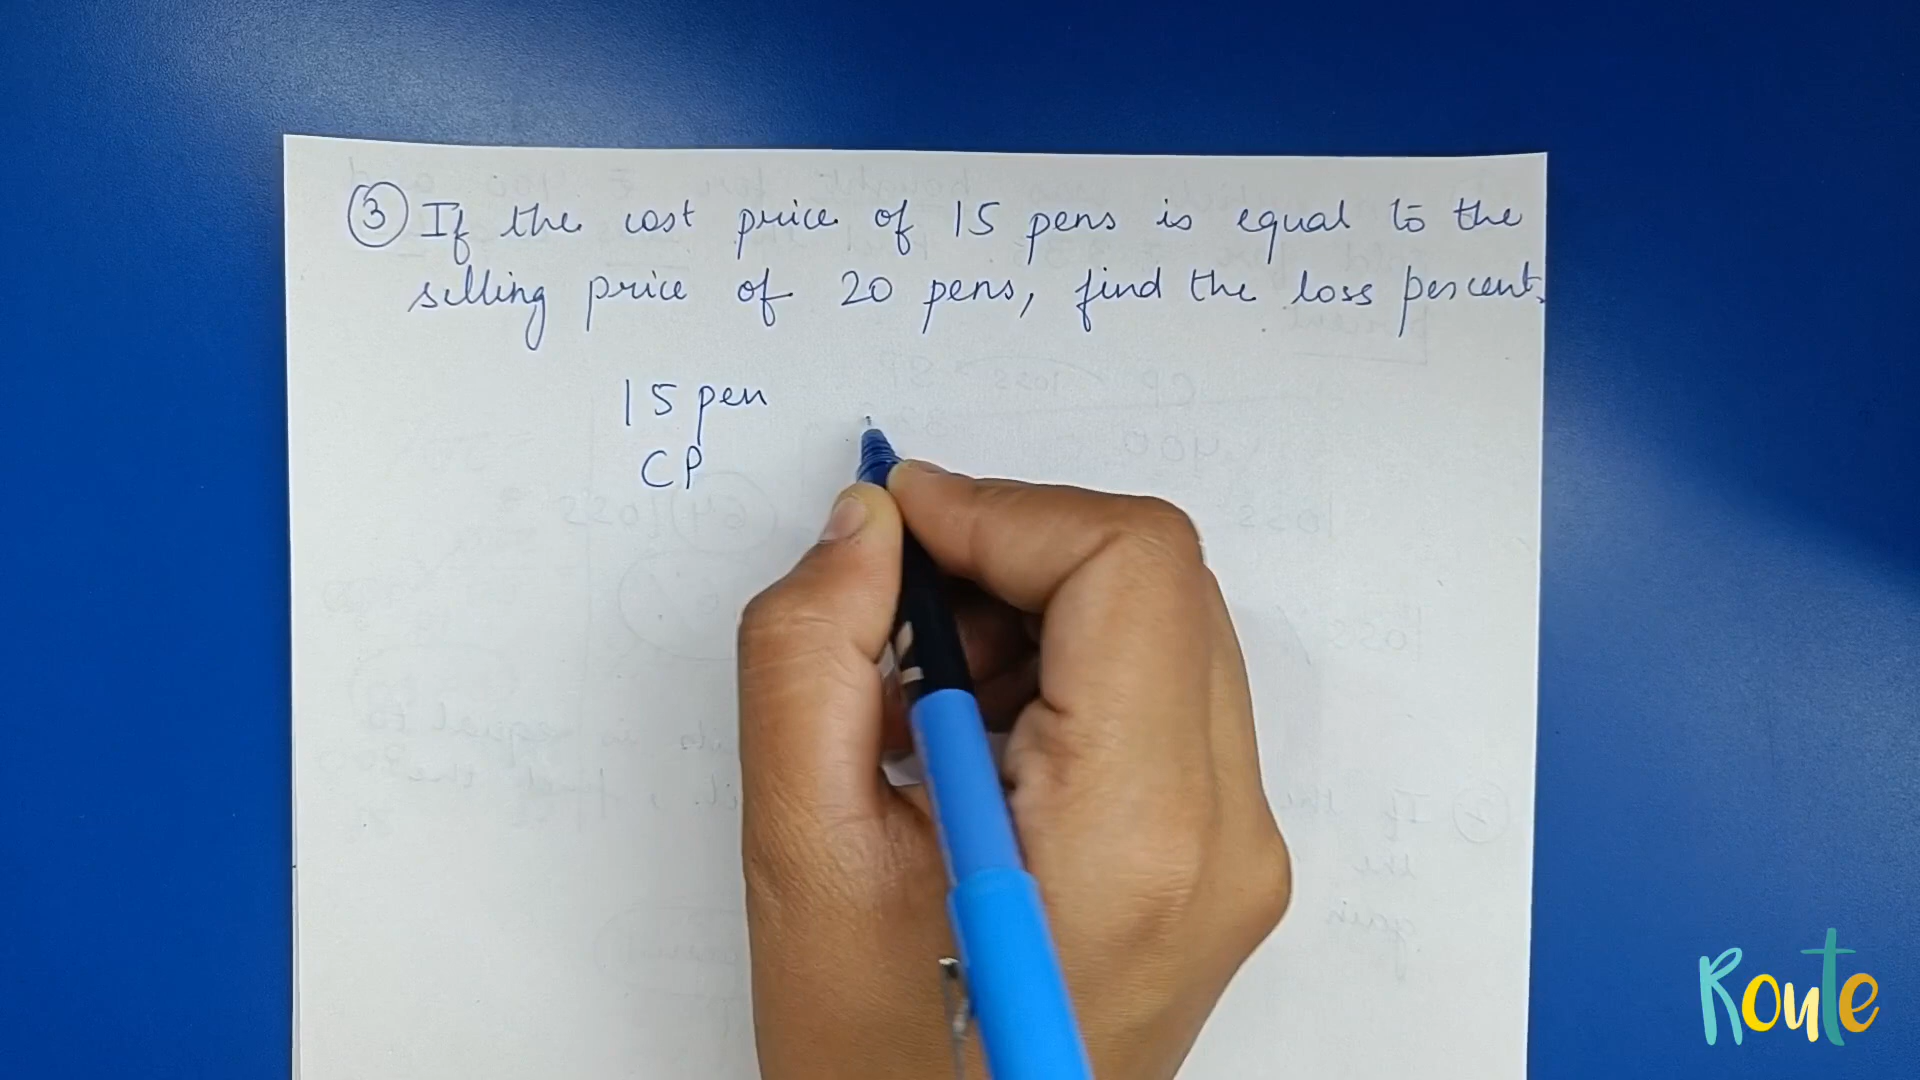 3 If the cost price of 15 pens is equal to the
selling price of 20 pens, find the loss percent.
15 pen
CP
Route